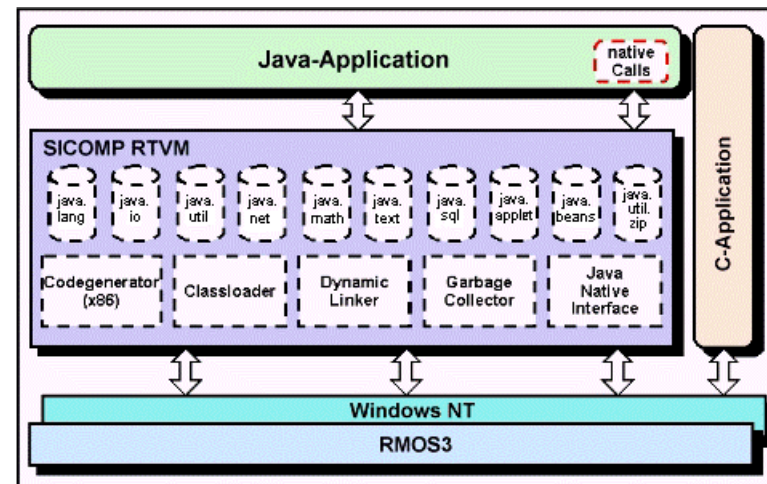 Java-Application
native
Calls
SICOMP RTVM
java.
lang
java.
io
java.
util
java.
net
java.
math
java.
text
java.
sql
java.
applet
java.
beans
java.
util.
zip
Codegenerator
(x86)
Classloader
Dynamic
Linker
Garbage
Collector
Java
Native
Interface
C-Application
Windows NT
RMOS3